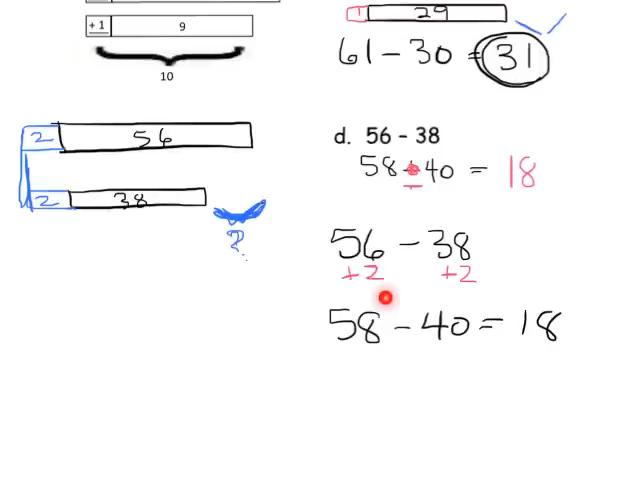 + 1 9
10
1 29
61 - 30 = 31
2 56
2 38
?
d. 56 - 38
58 - 40 = 18
56 - 38
+2 +2
58 - 40 = 18